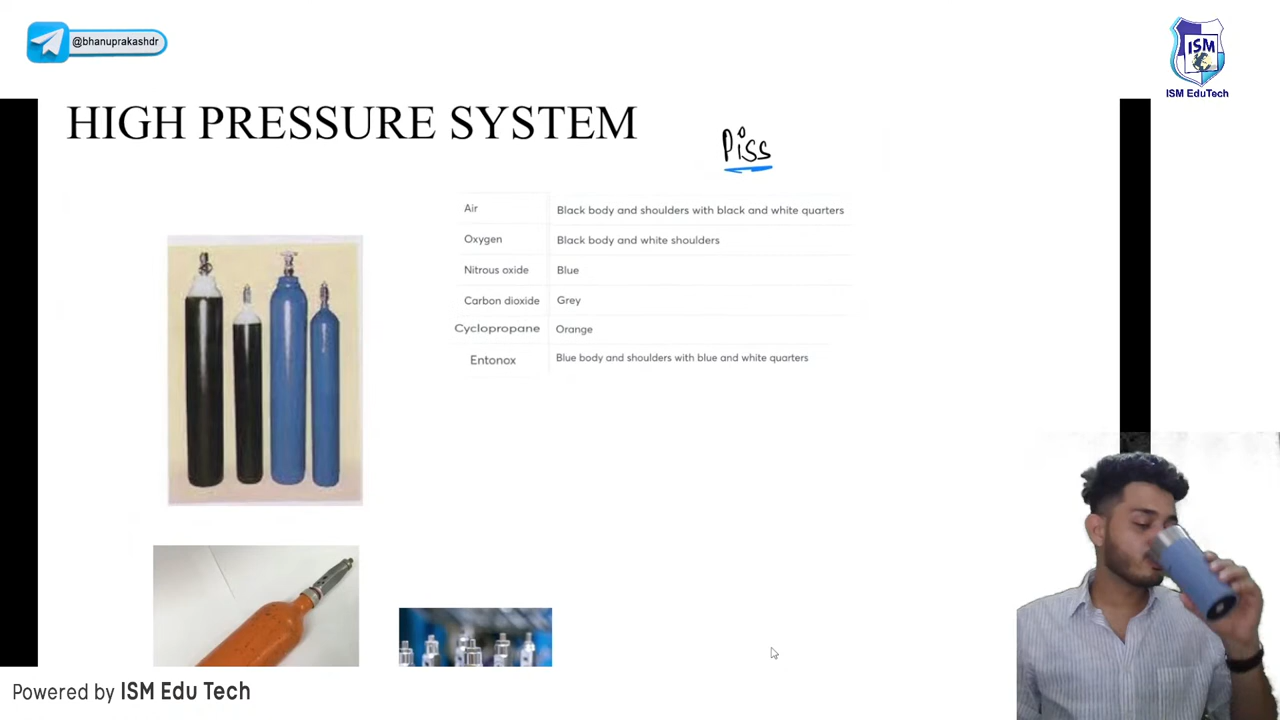 @bhanuprakashdr
ISM
ISM EduTech
HIGH PRESSURE SYSTEM
Piss
Air Black body and shoulders with black and white quarters
Oxygen Black body and white shoulders
Nitrous oxide Blue
Carbon dioxide Grey
Cyclopropane Orange
Entonox Blue body and shoulders with blue and white quarters
Powered by ISM Edu Tech